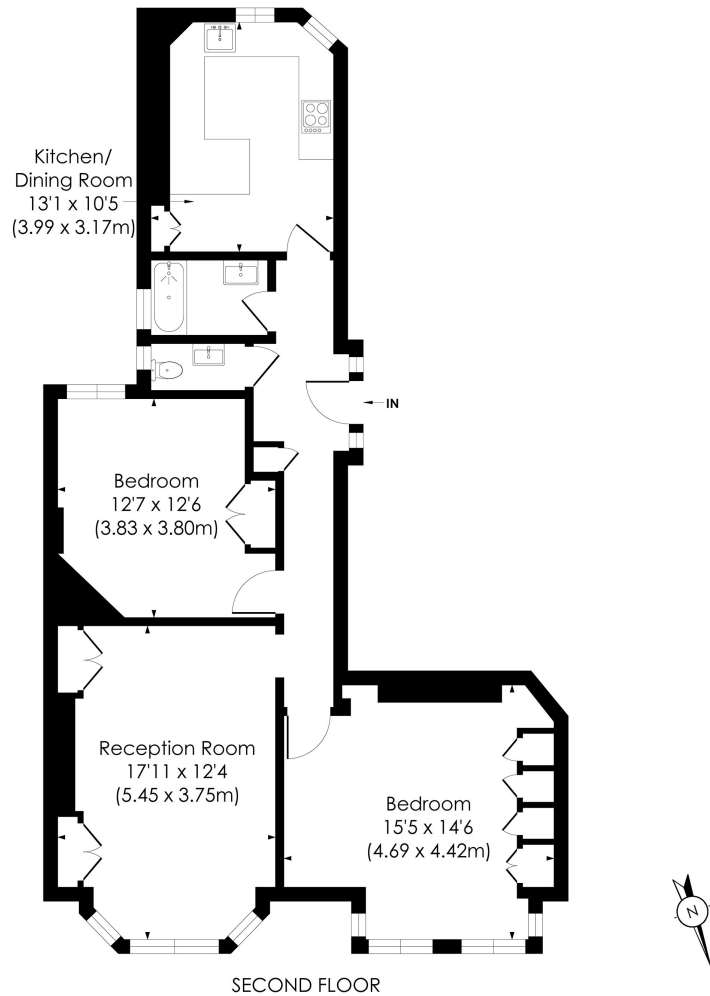 Kitchen/
Dining Room
13'1 x 10'5
(3.99 x 3.17m)
IN
Bedroom
12'7 x 12'6
(3.83 x 3.80m)
Reception Room
17'11 x 12'4
(5.45 x 3.75m)
Bedroom
15'5 x 14'6
(4.69 x 4.42m)
N
SECOND FLOOR